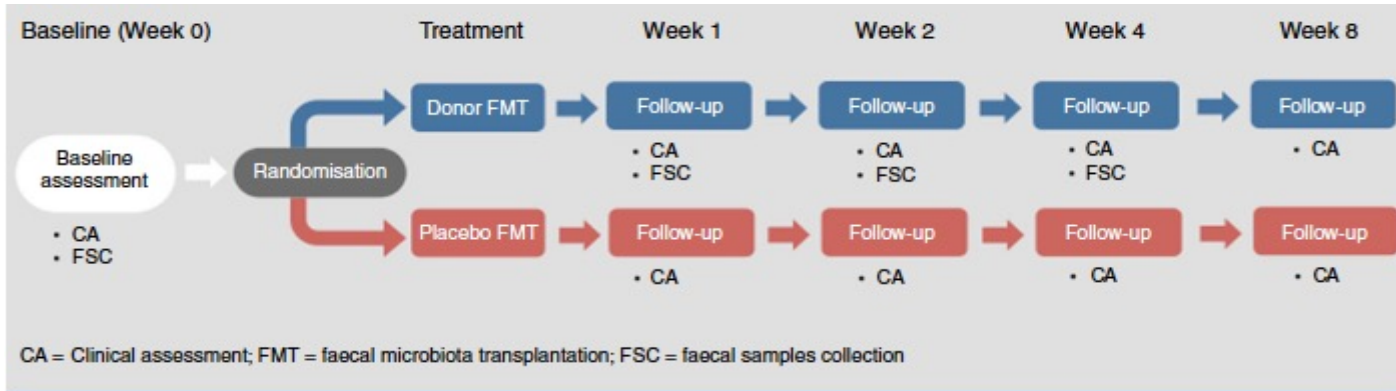 Baseline (Week 0) Treatment Week 1 Week 2 Week 4 Week 8
Donor FMT Follow-up Follow-up Follow-up Follow-up
• CA • CA • CA • CA
• FSC • FSC • FSC
Baseline
assessment
Randomisation
• CA
• FSC
Placebo FMT Follow-up Follow-up Follow-up Follow-up
• CA • CA • CA • CA
CA = Clinical assessment; FMT = faecal microbiota transplantation; FSC = faecal samples collection